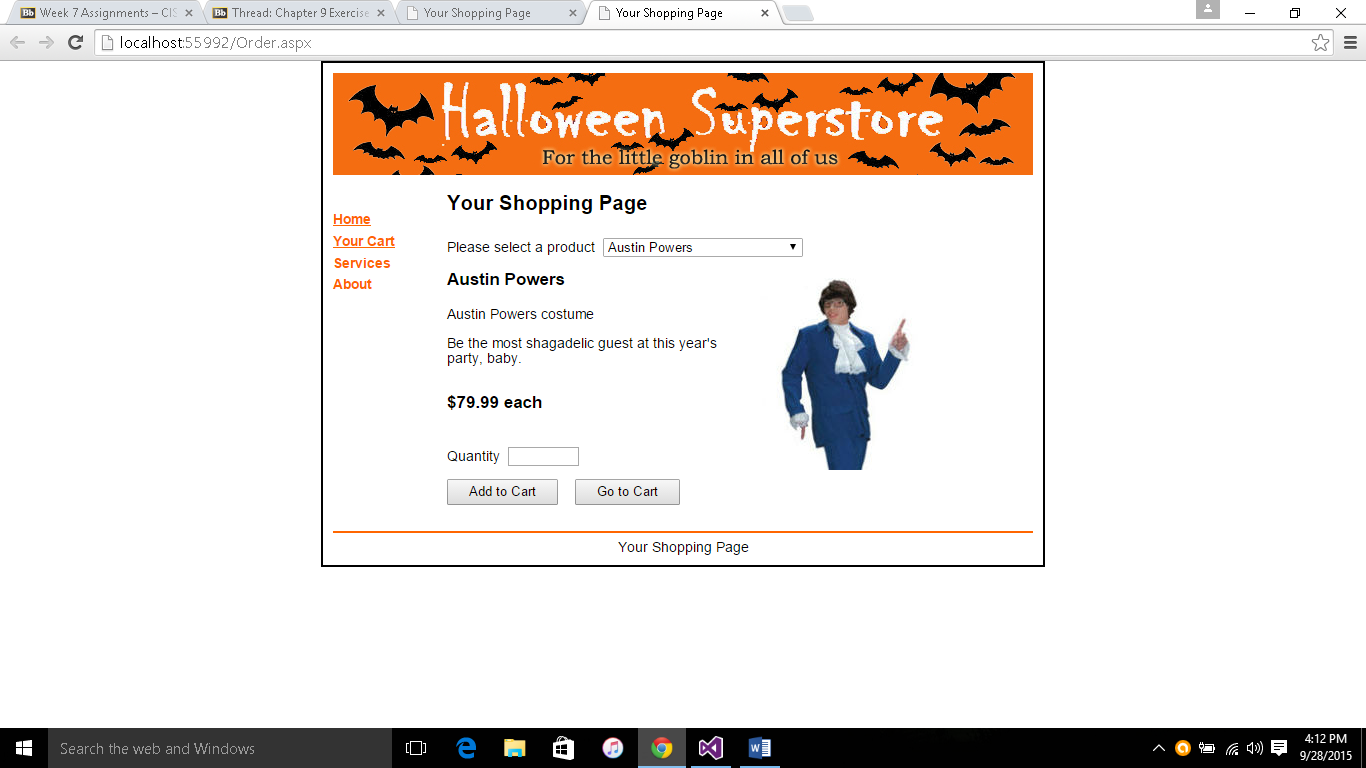 Week 7 Assignments – CIS
Thread: Chapter 9 Exercise
Your Shopping Page
Your Shopping Page
localhost:55992/Order.aspx
Halloween Superstore
For the little goblin in all of us
Your Shopping Page
Home
Your Cart
Services
About
Please select a product Austin Powers
Austin Powers
Austin Powers costume
Be the most shagadelic guest at this year's
party, baby.
$79.99 each
Quantity
Add to Cart Go to Cart
Your Shopping Page
Search the web and Windows
4:12 PM
9/28/2015